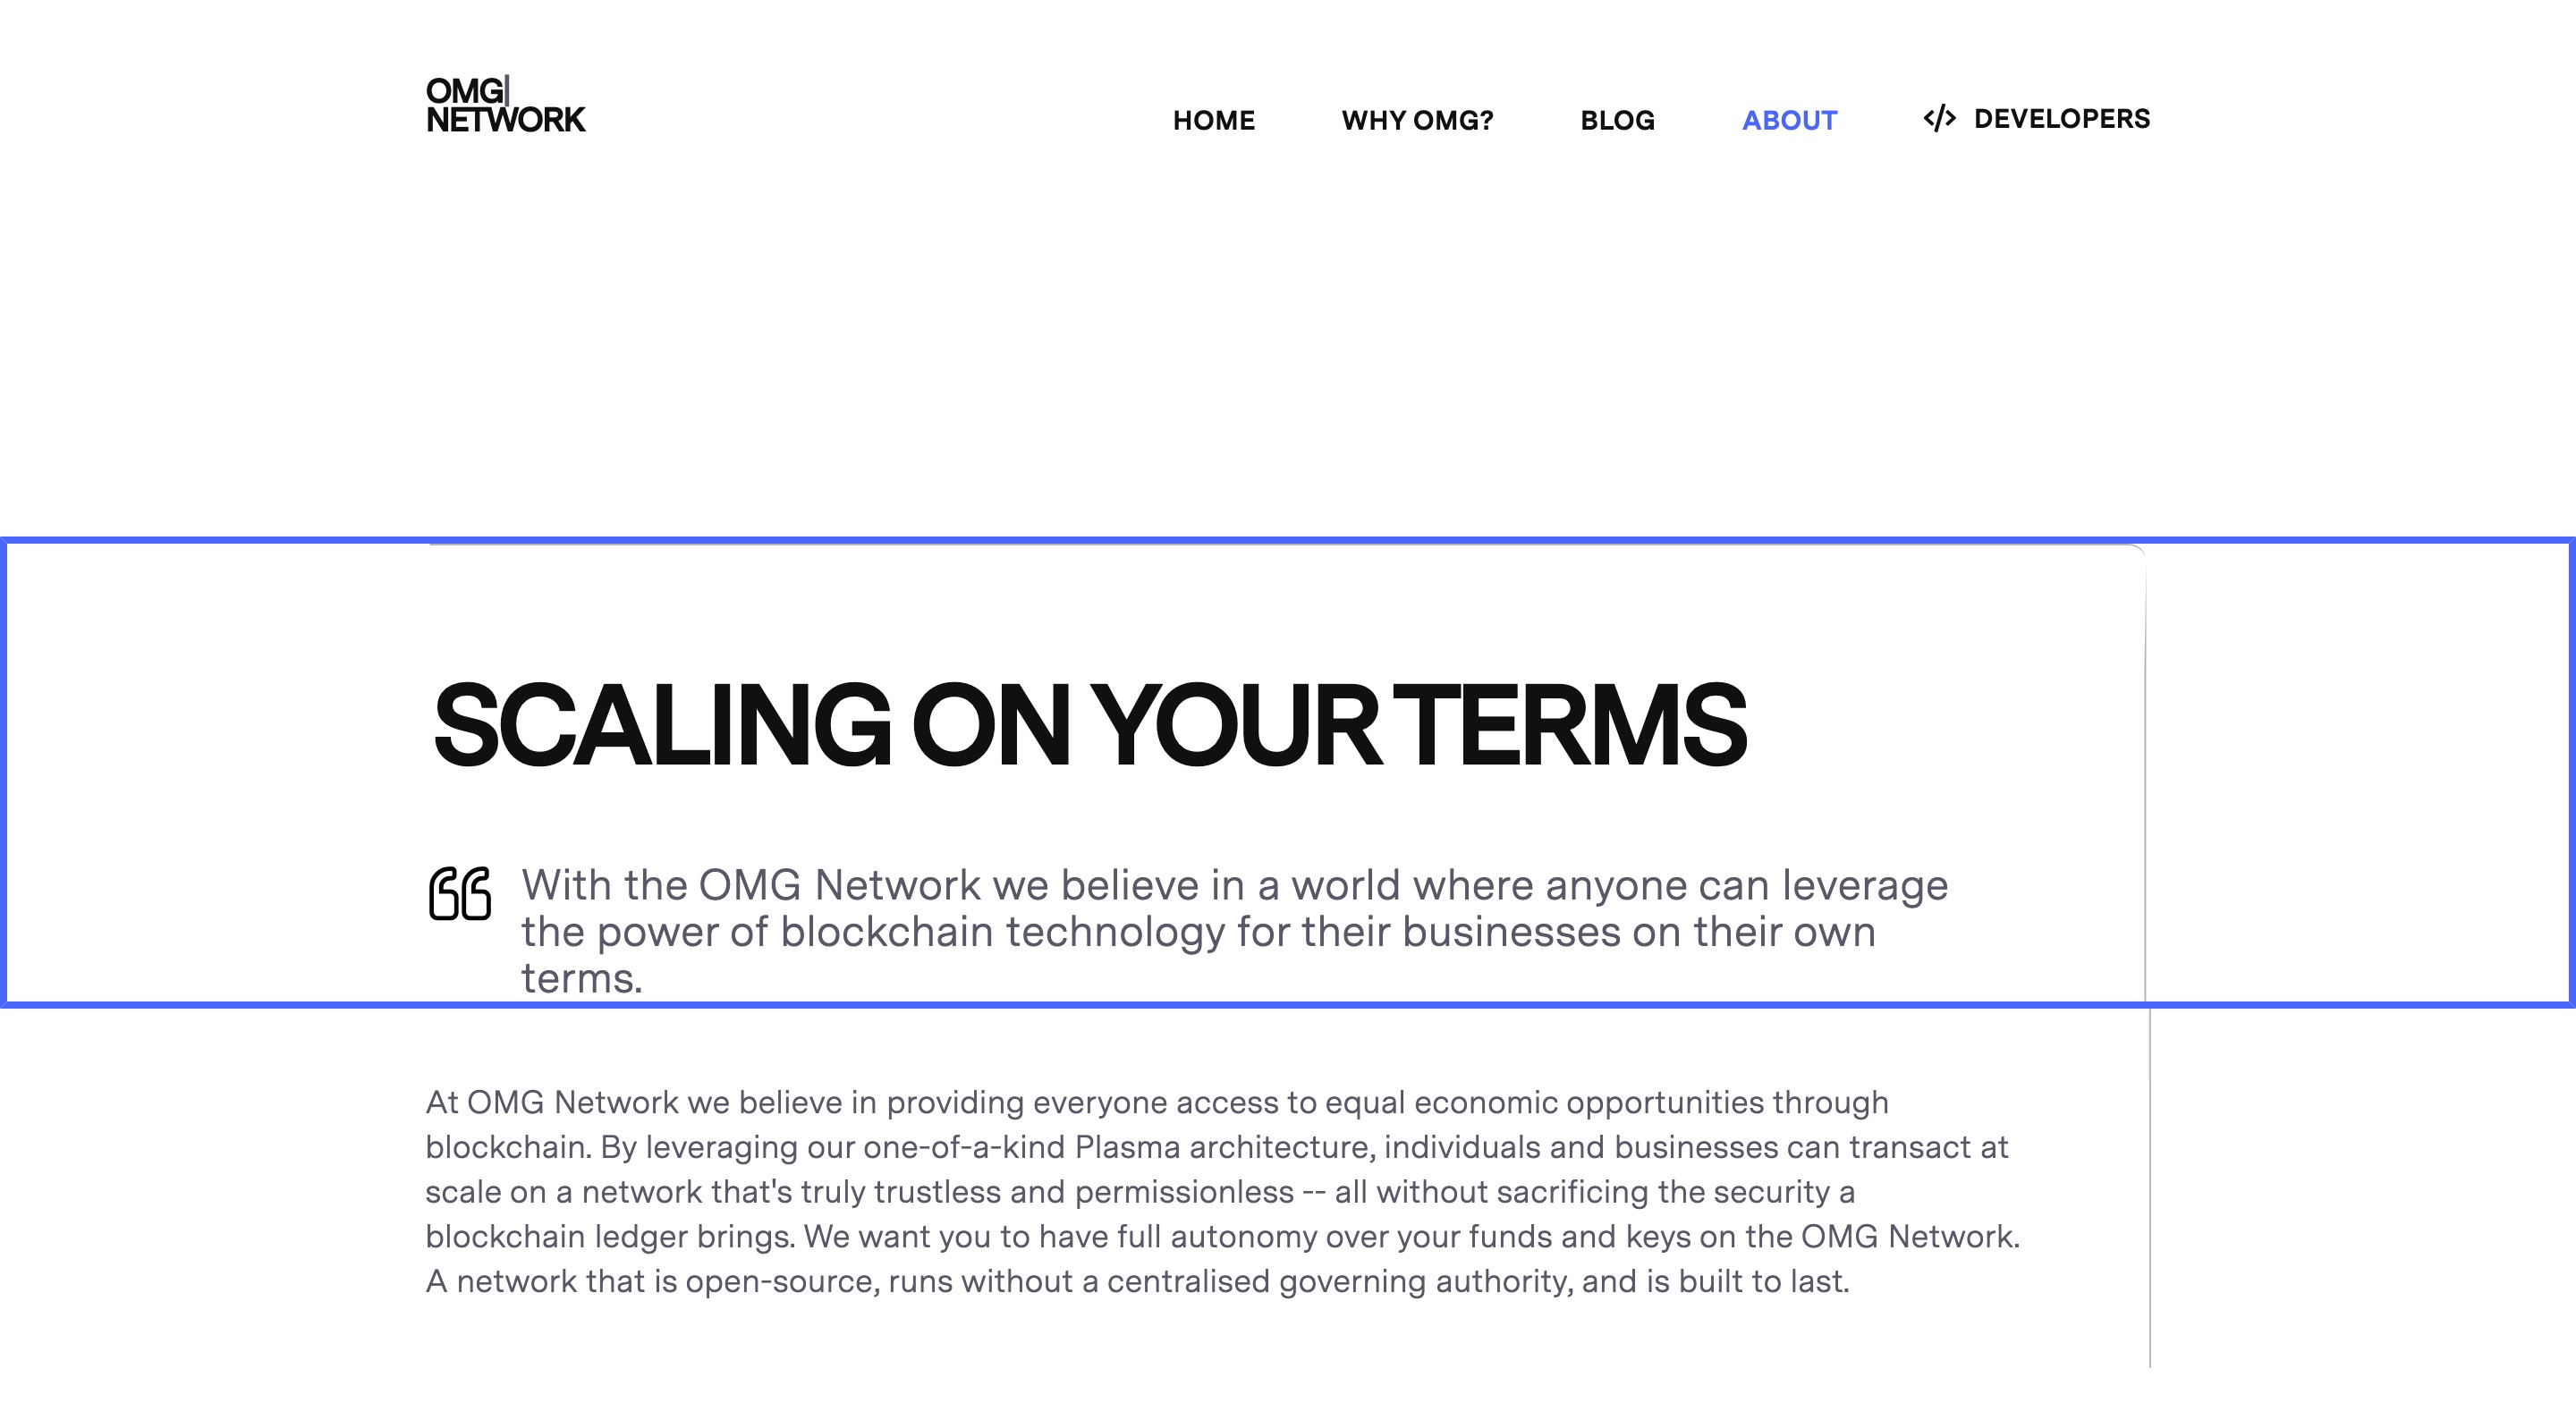 OMG
NETWORK
HOME
WHY OMG?
BLOG
ABOUT
</> DEVELOPERS
SCALING ON YOUR TERMS
With the OMG Network we believe in a world where anyone can leverage
the power of blockchain technology for their businesses on their own
terms.
At OMG Network we believe in providing everyone access to equal economic opportunities through
blockchain. By leveraging our one-of-a-kind Plasma architecture, individuals and businesses can transact at
scale on a network that's truly trustless and permissionless -- all without sacrificing the security a
blockchain ledger brings. We want you to have full autonomy over your funds and keys on the OMG Network.
A network that is open-source, runs without a centralised governing authority, and is built to last.